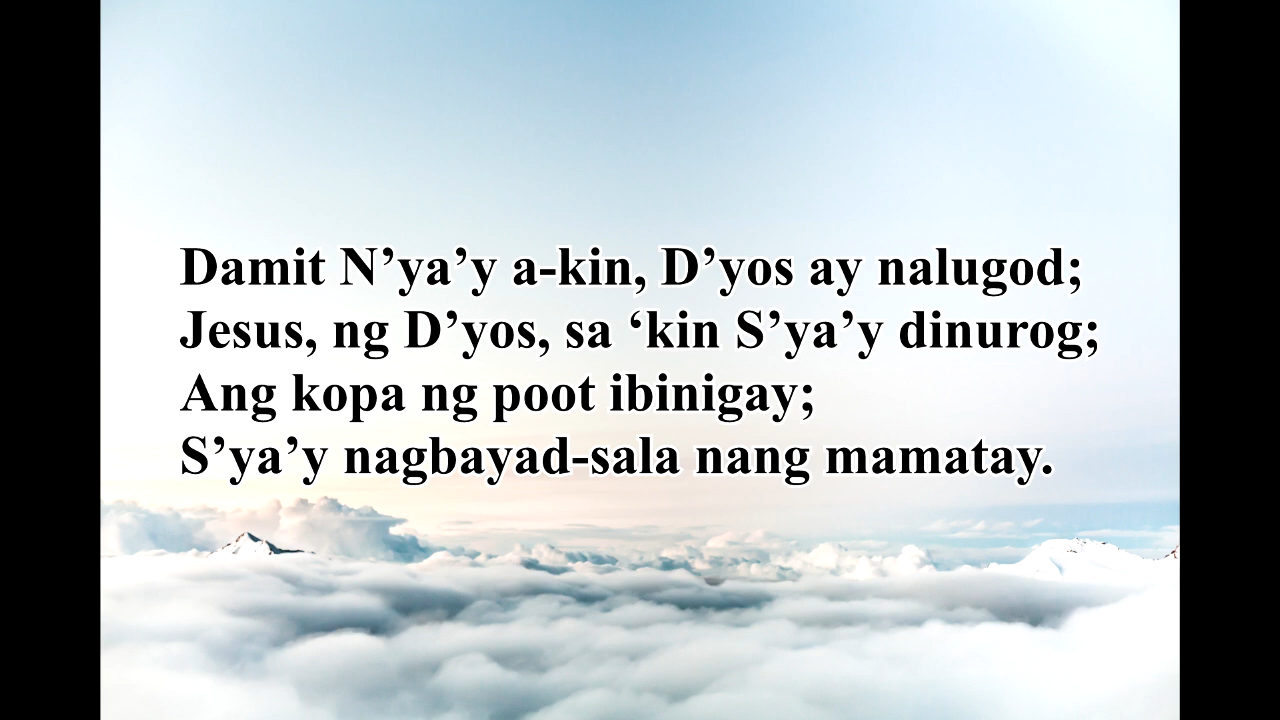 Damit N’ya’y a-kin, D’yos ay nalugod;
Jesus, ng D’yos, sa ‘kin S’ya’y dinurog;
Ang kopa ng poot ibinigay;
S’ya’y nagbayad-sala nang mamatay.